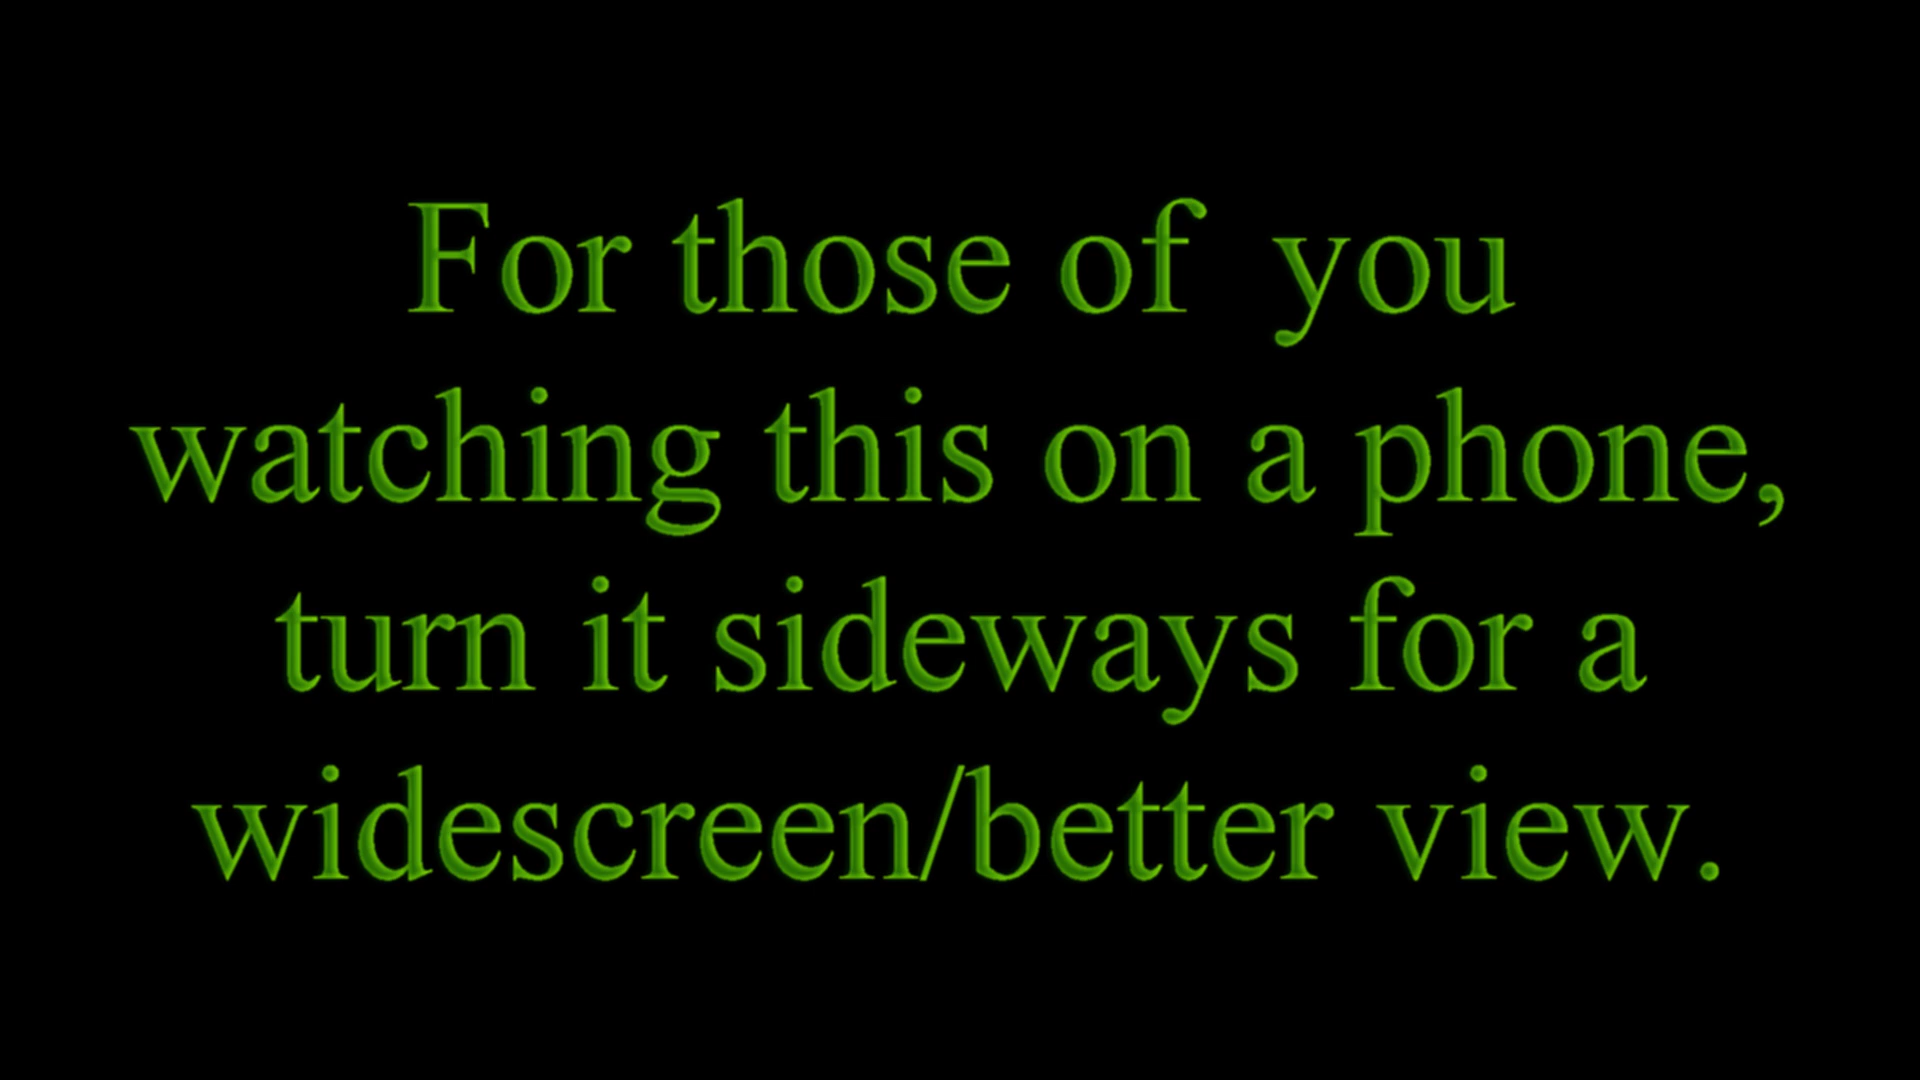 For those of you
watching this on a phone,
turn it sideways for a
widescreen/better view.